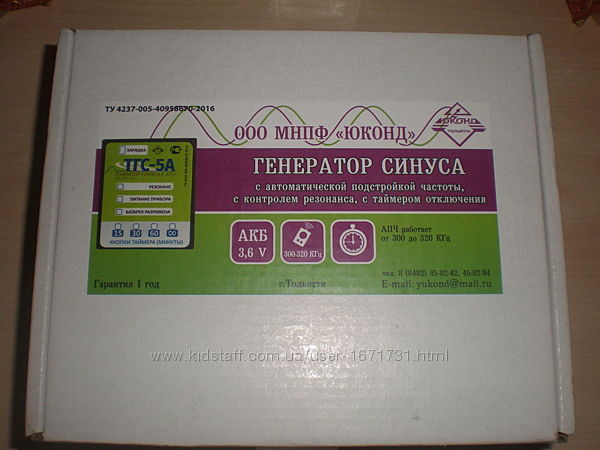 ТУ 4237-005-40958670-2016
ООО МНПФ «ЮКОНД»
ЮКОНД
ТОЛЬЯТТИ
ГЕНЕРАТОР СИНУСА
с автоматической подстройкой частоты,
с контролем резонанса, с таймером отключения
ЗАРЯДКА
ТГС-5А
ГЕНЕРАТОР СИНУСА С АПЧ
РЕЗОНАНС
ПИТАНИЕ ПРИБОРА
БАТАРЕЯ РАЗРЯЖЕНА
15 30 60 ∞
КНОПКИ ТАЙМЕРА (МИНУТЫ)
АКБ
3,6 V
300-320 КГц
АПЧ работает
от 300 до 320 КГц
тел. 8 (8482) 45-82-42, 45-82-94
E-mail: yukond@mail.ru
Гарантия 1 год
г.Тольятти
www.kidstaff.com.ua/user-1671731.html